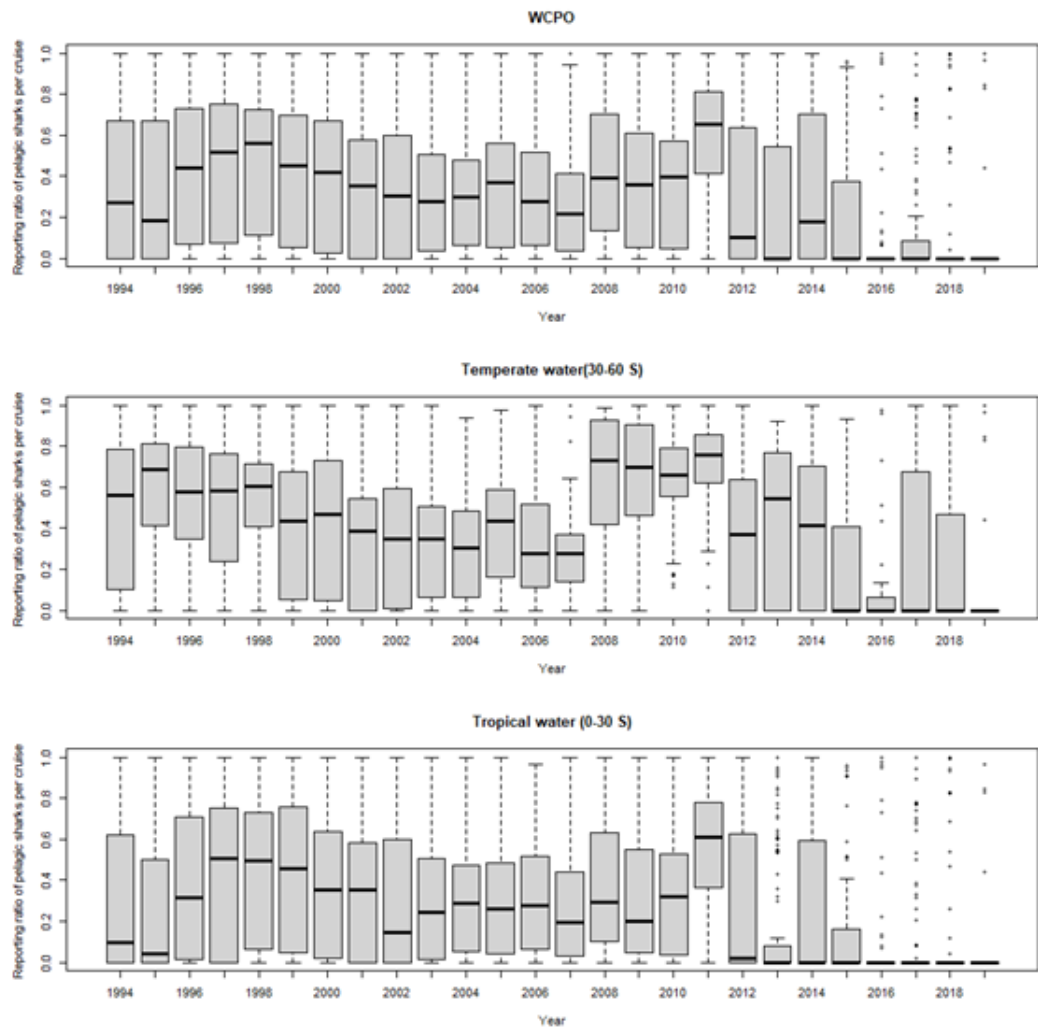 WCPO
Reporting ratio of pelagic sharks per cruise
1.0
0.8
0.6
0.4
0.2
0.0
1994 1996 1998 2000 2002 2004 2006 2008 2010 2012 2014 2016 2018
Year
Temperate water(30-60 S)
Reporting ratio of pelagic sharks per cruise
1.0
0.8
0.6
0.4
0.2
0.0
1994 1996 1998 2000 2002 2004 2006 2008 2010 2012 2014 2016 2018
Year
Tropical water (0-30 S)
Reporting ratio of pelagic sharks per cruise
1.0
0.8
0.6
0.4
0.2
0.0
1994 1996 1998 2000 2002 2004 2006 2008 2010 2012 2014 2016 2018
Year